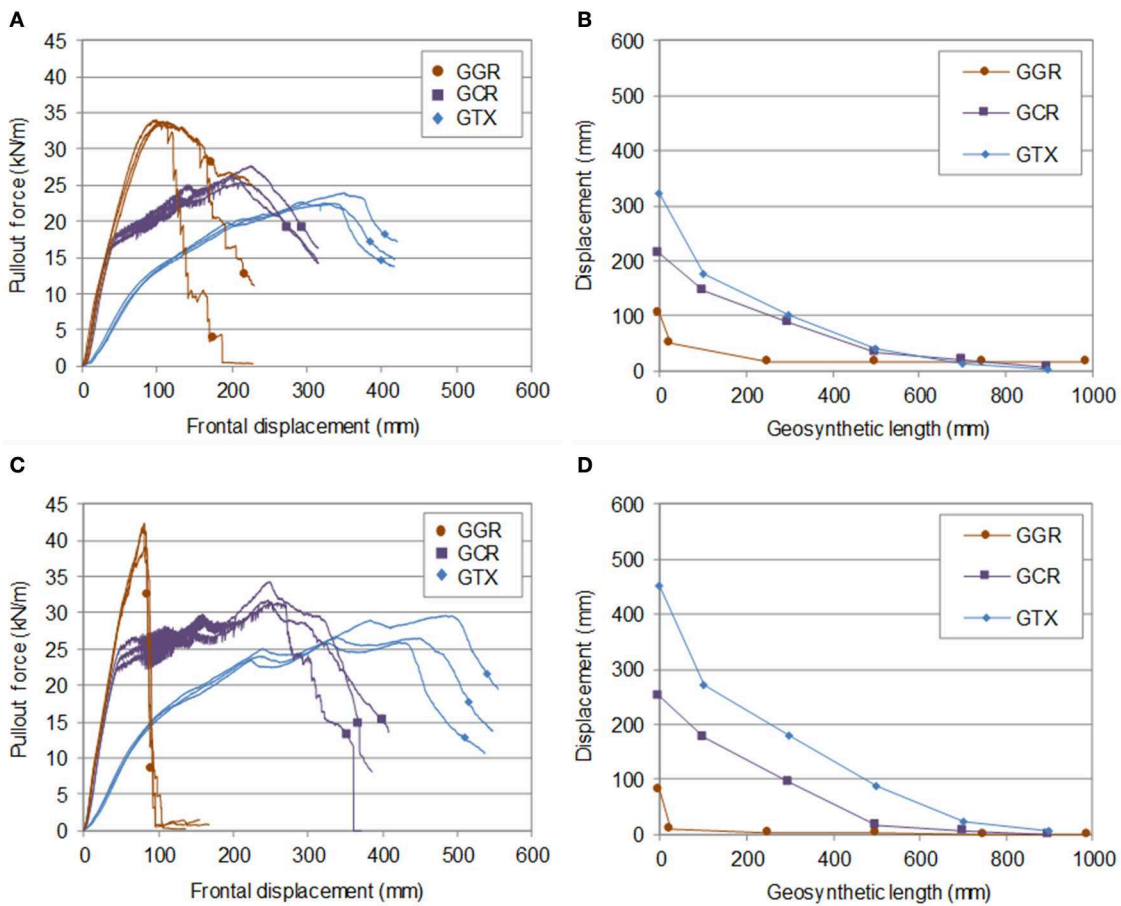 A
45
40
35
30
25
20
15
10
5
0
Pullout force (kN/m)
GGR
GCR
GTX
0 100 200 300 400 500 600
Frontal displacement (mm)
B
600
500
400
300
200
100
0
Displacement (mm)
GGR
GCR
GTX
0 200 400 600 800 1000
Geosynthetic length (mm)
C
45
40
35
30
25
20
15
10
5
0
Pullout force (kN/m)
GGR
GCR
GTX
0 100 200 300 400 500 600
Frontal displacement (mm)
D
600
500
400
300
200
100
0
Displacement (mm)
GGR
GCR
GTX
0 200 400 600 800 1000
Geosynthetic length (mm)